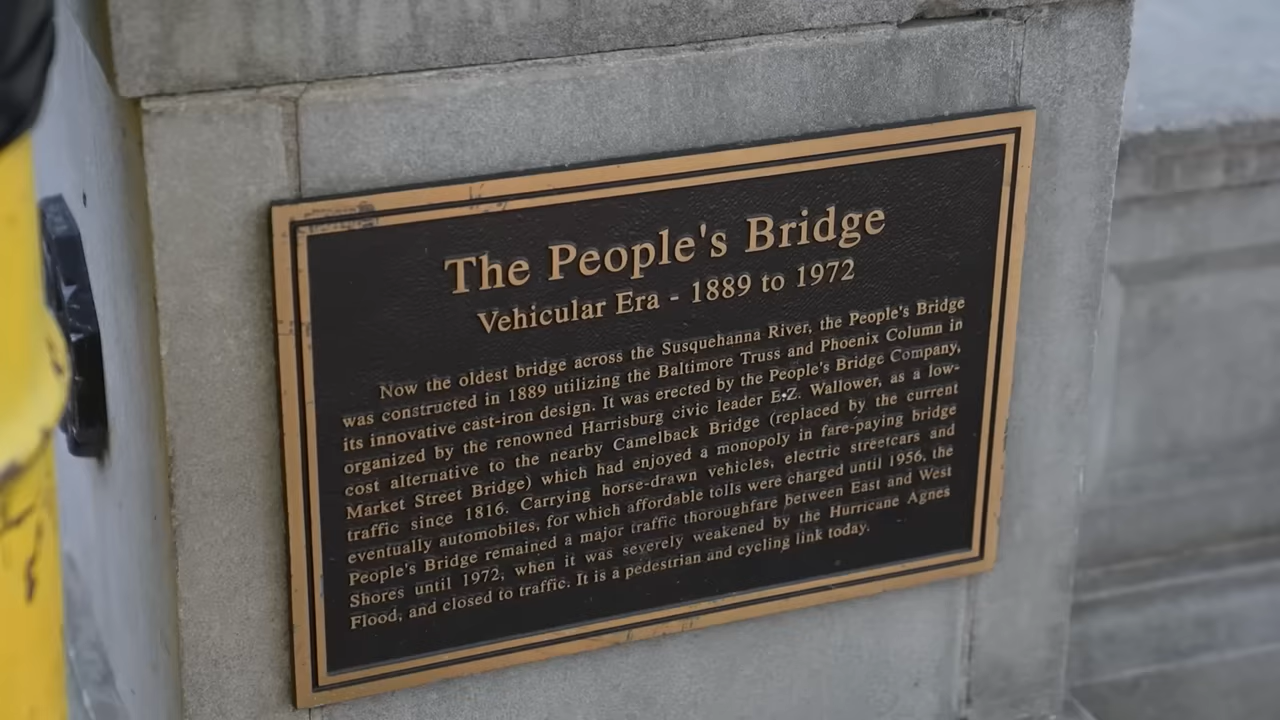 The People's Bridge
Vehicular Era - 1889 to 1972
Now the oldest bridge across the Susquehanna River, the People's Bridge
was constructed in 1889 utilizing the Baltimore Truss and Phoenix Column in
its innovative cast-iron design. It was erected by the People's Bridge Company,
organized by the renowned Harrisburg civic leader E.Z. Wallower, as a low-
cost alternative to the nearby Camelback Bridge (replaced by the current
Market Street Bridge) which had enjoyed a monopoly in fare-paying bridge
traffic since 1816. Carrying horse-drawn vehicles, electric streetcars and
eventually automobiles, for which affordable tolls were charged until 1956, the
People's Bridge remained a major traffic thoroughfare between East and West
Shores until 1972, when it was severely weakened by the Hurricane Agnes
Flood, and closed to traffic. It is a pedestrian and cycling link today.